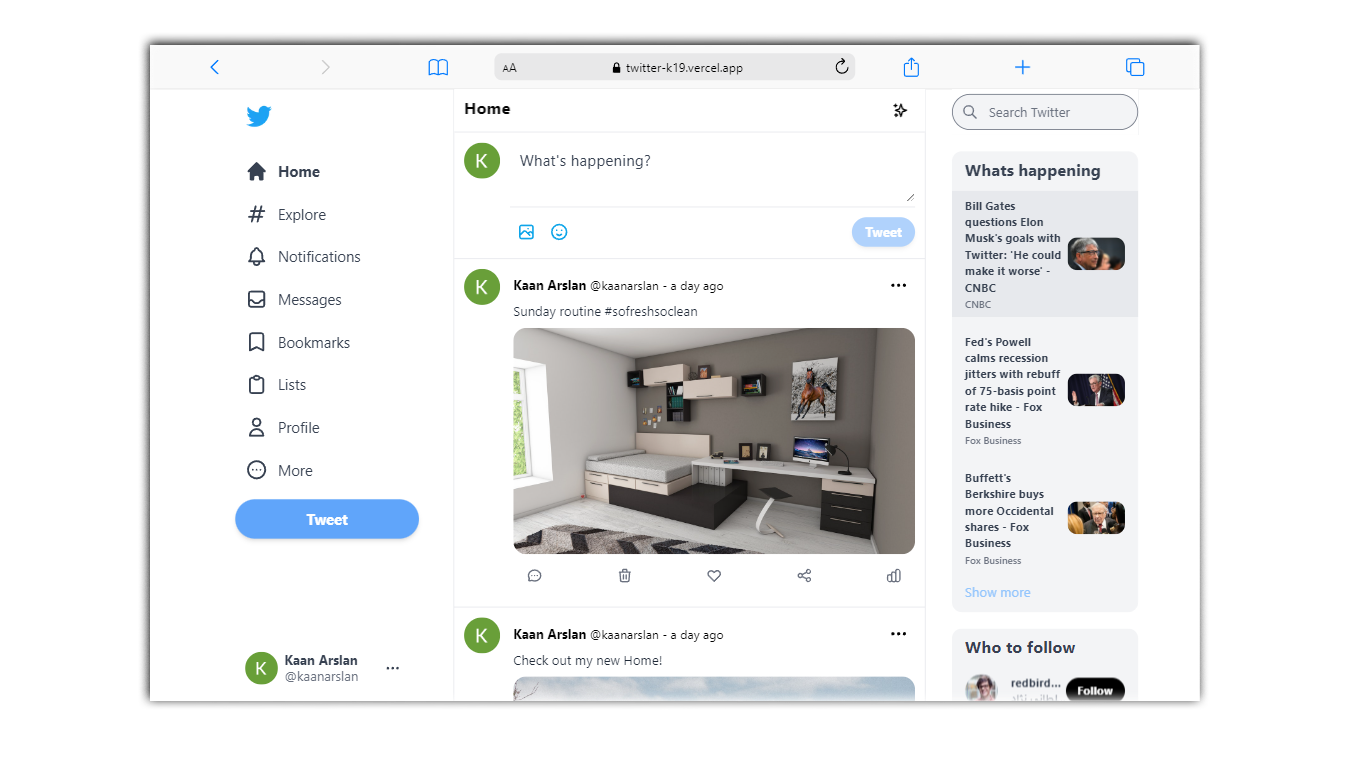 AA twitter-k19.vercel.app
Home
Explore
Notifications
Messages
Bookmarks
Lists
Profile
More
Tweet
K Kaan Arslan
@kaanarslan
Home
K What's happening?
Tweet
K Kaan Arslan @kaanarslan - a day ago
Sunday routine #sofreshsoclean
K Kaan Arslan @kaanarslan - a day ago
Check out my new Home!
Search Twitter
Whats happening
Bill Gates
questions Elon
Musk's goals with
Twitter: 'He could
make it worse' -
CNBC
CNBC
Fed's Powell
calms recession
jitters with rebuff
of 75-basis point
rate hike - Fox
Business
Fox Business
Buffett's
Berkshire buys
more Occidental
shares - Fox
Business
Fox Business
Show more
Who to follow
redbird...
Follow